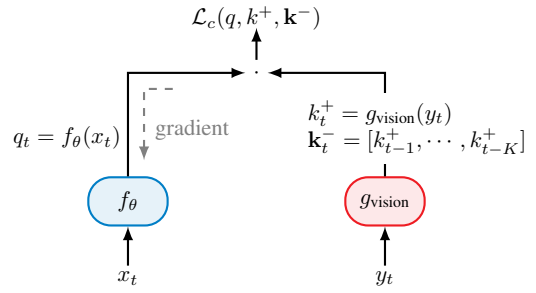 ℒ_c(q, k⁺, 𝐤⁻)
·
k_t^+ = g_vision(y_t)
gradient
q_t = f_θ(x_t)
𝐤_t^− = [k_{t−1}^+, ⋯ , k_{t−K}^+]
f_θ
g_vision
x_t
y_t